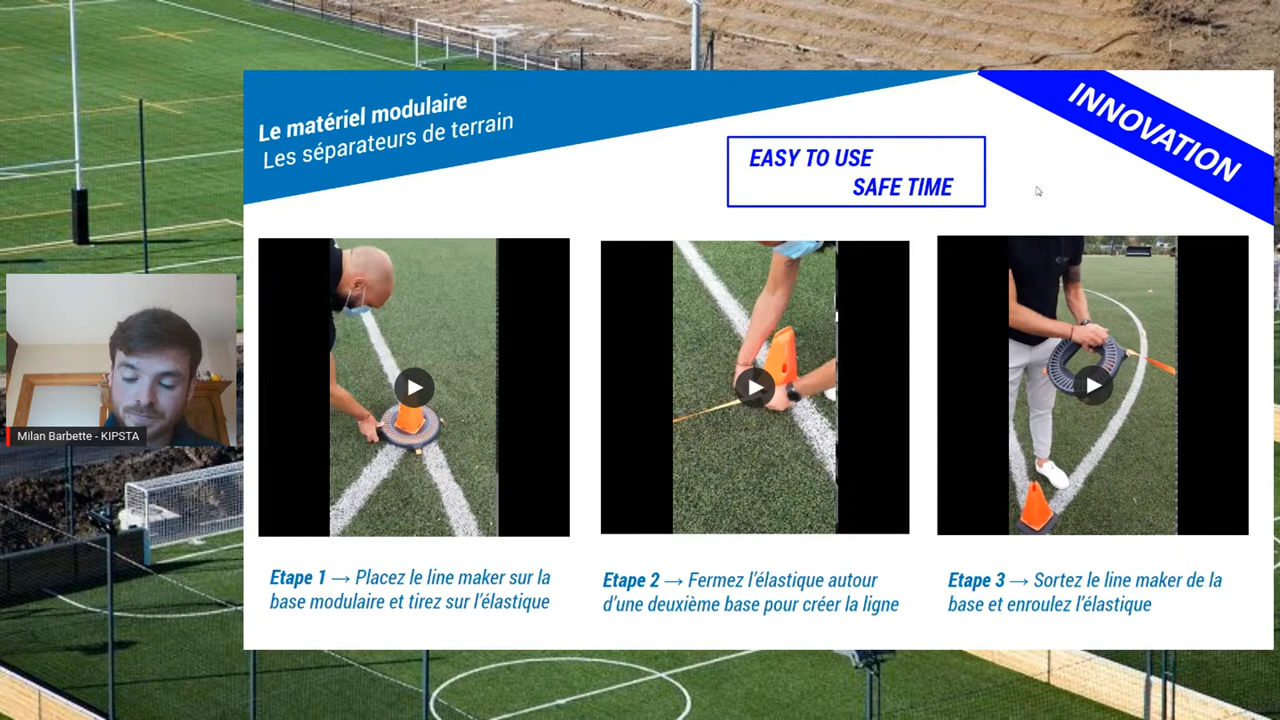 Le matériel modulaire
Les séparateurs de terrain
INNOVATION
EASY TO USE
SAFE TIME
Milan Barbette - KIPSTA
Etape 1 → Placez le line maker sur la
base modulaire et tirez sur l'élastique
Etape 2 → Fermez l'élastique autour
d'une deuxième base pour créer la ligne
Etape 3 → Sortez le line maker de la
base et enroulez l'élastique